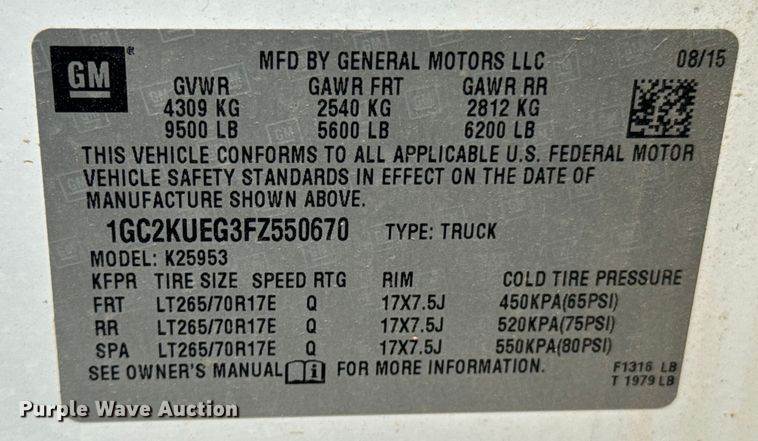 GM ®
MFD BY GENERAL MOTORS LLC 08/15
GVWR GAWR FRT GAWR RR
4309 KG 2540 KG 2812 KG
9500 LB 5600 LB 6200 LB
THIS VEHICLE CONFORMS TO ALL APPLICABLE U.S. FEDERAL MOTOR
VEHICLE SAFETY STANDARDS IN EFFECT ON THE DATE OF
MANUFACTURE SHOWN ABOVE.
1GC2KUEG3FZ550670 TYPE: TRUCK
MODEL: K25953
KFPR TIRE SIZE SPEED RTG RIM COLD TIRE PRESSURE
FRT LT265/70R17E Q 17X7.5J 450KPA(65PSI)
RR LT265/70R17E Q 17X7.5J 520KPA(75PSI)
SPA LT265/70R17E Q 17X7.5J 550KPA(80PSI)
SEE OWNER'S MANUAL i FOR MORE INFORMATION.
F1316 LB
T 1979 LB
Purple Wave Auction